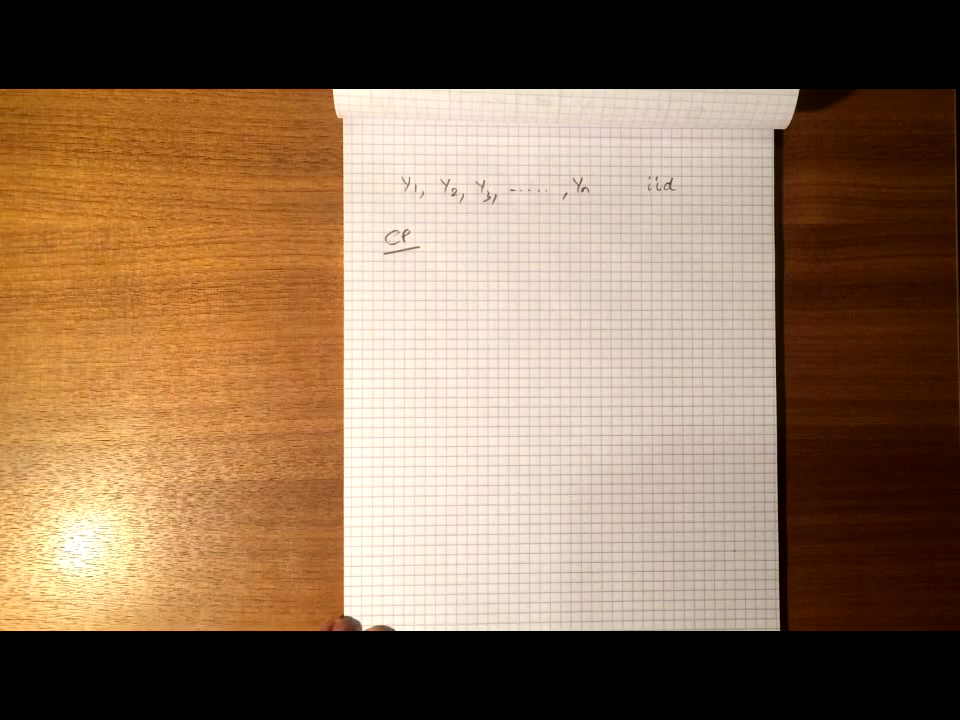 Y1, Y2, Y3, ......, Yn iid
CP